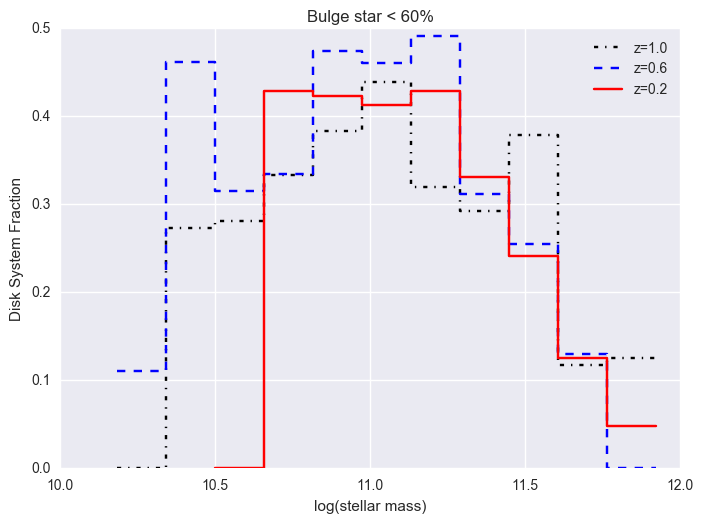 Bulge star < 60%
z=1.0
z=0.6
z=0.2
Disk System Fraction
0.5
0.4
0.3
0.2
0.1
0.0
10.0 10.5 11.0 11.5 12.0
log(stellar mass)